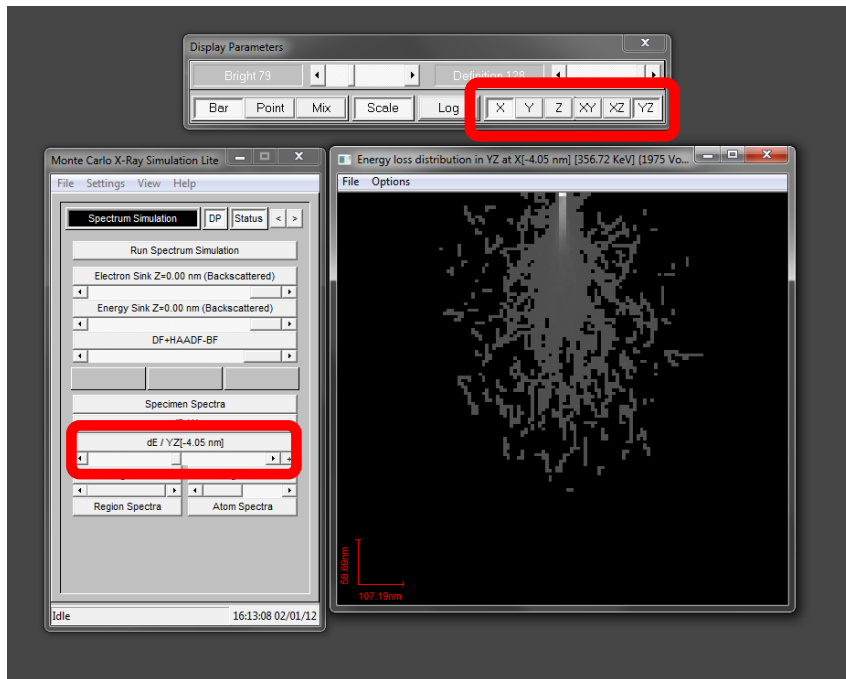 Display Parameters
X
Bright 79
Definition 128
Bar Point Mix Scale Log X Y Z XY XZ YZ
Monte Carlo X-Ray Simulation Lite
X
File Settings View Help
Spectrum Simulation DP Status < >
Run Spectrum Simulation
Electron Sink Z=0.00 nm (Backscattered)
Energy Sink Z=0.00 nm (Backscattered)
DF+HAADF-BF
Specimen Spectra
dE / YZ[-4.05 nm]
+
Region Spectra Atom Spectra
Idle 16:13:08 02/01/12
Energy loss distribution in YZ at X[-4.05 nm] [356.72 KeV] (1975 Vo...
X
File Options
107.19nm